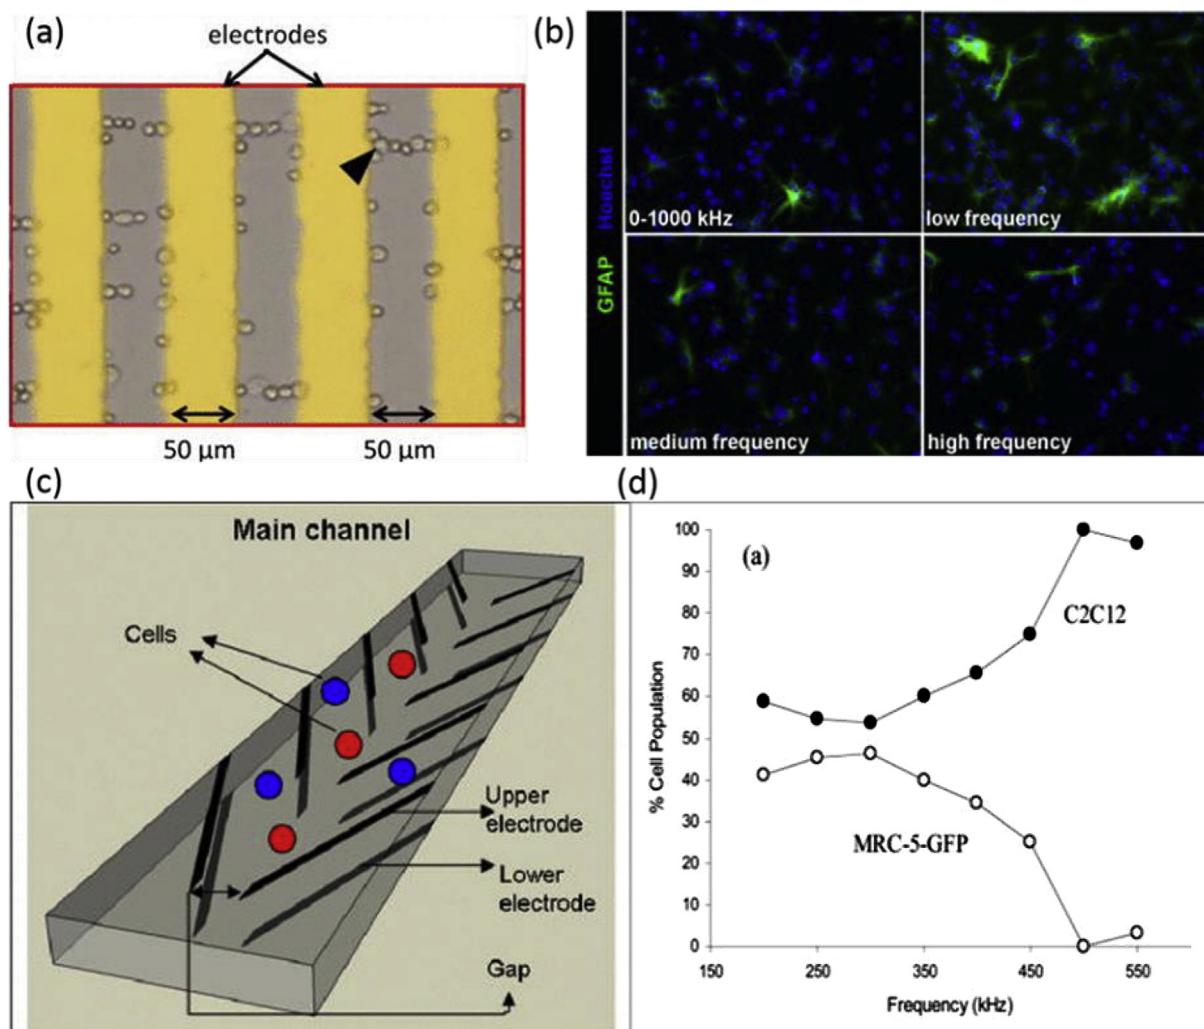 (a)
electrodes
50 µm
50 µm
(b)
GFAP Hoechst
0-1000 kHz
low frequency
medium frequency
high frequency
(c)
Main channel
Cells
Upper
electrode
Lower
electrode
Gap
(d)
(a)
100
90
80
70
60
50
40
30
20
10
0
% Cell Population
C2C12
MRC-5-GFP
150 250 350 450 550
Frequency (kHz)